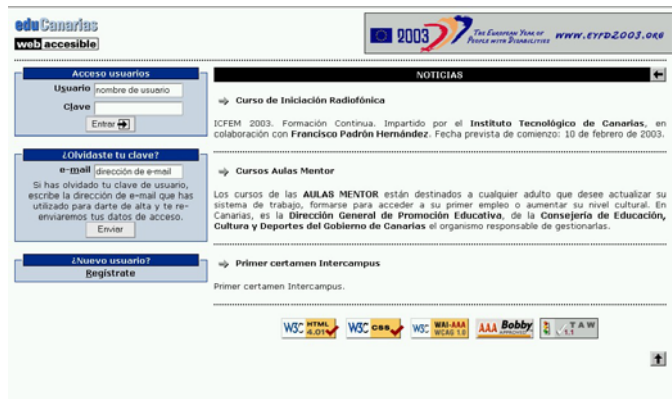 eduCanarias
web accesible
2003 The European Year of
People with Disabilities www.eypd2003.org
Acceso usuarios
Usuario nombre de usuario
Clave
Entrar
¿Olvidaste tu clave?
e-mail dirección de e-mail
Si has olvidado tu clave de usuario,
escribe la dirección de e-mail que has
utilizado para darte de alta y te re-
enviaremos tus datos de acceso.
Enviar
¿Nuevo usuario?
Regístrate
NOTICIAS
Curso de Iniciación Radiofónica
ICFEM 2003. Formación Continua. Impartido por el Instituto Tecnológico de Canarias, en
colaboración con Francisco Padrón Hernández. Fecha prevista de comienzo: 10 de febrero de 2003.
Cursos Aulas Mentor
Los cursos de las AULAS MENTOR están destinados a cualquier adulto que desee actualizar su
sistema de trabajo, formarse para acceder a su primer empleo o aumentar su nivel cultural. En
Canarias, es la Dirección General de Promoción Educativa, de la Consejería de Educación,
Cultura y Deportes del Gobierno de Canarias el organismo responsable de gestionarlas.
Primer certamen Intercampus
Primer certamen Intercampus.
W3C HTML 4.01 W3C CSS W3C WAI-AAA WCAG 1.0 AAA Bobby APPROVED TAW 1.1